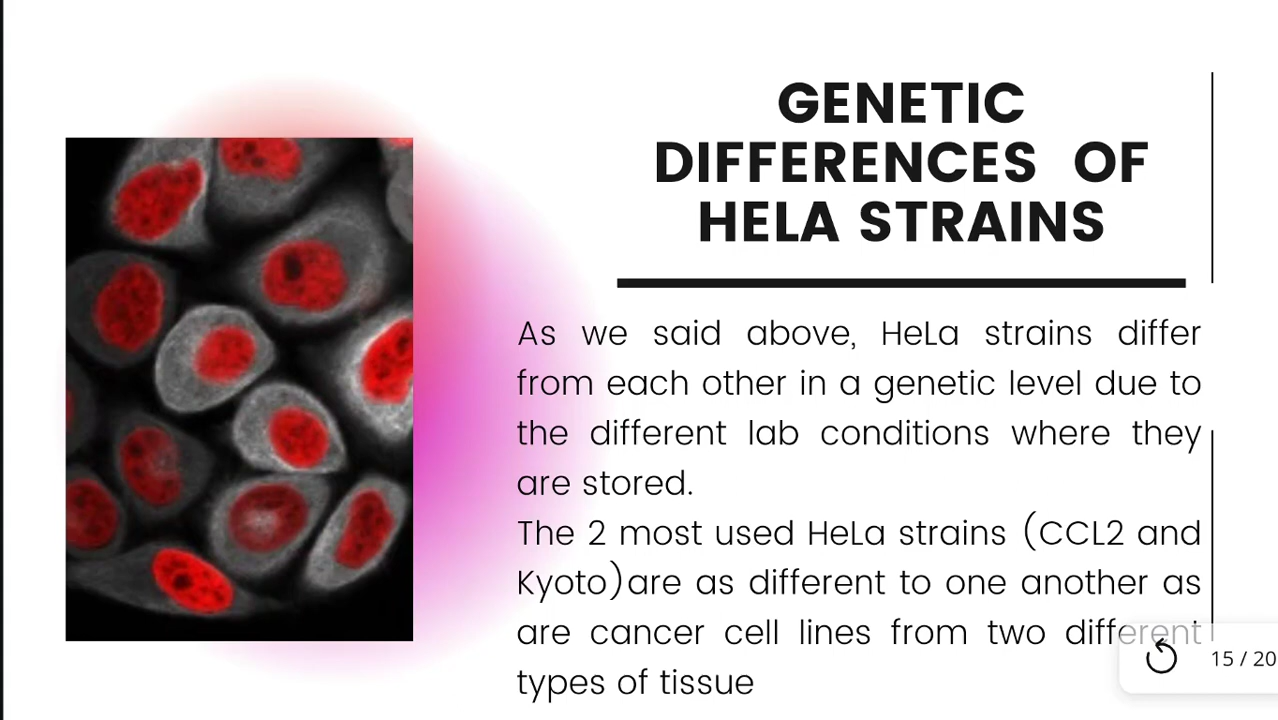 GENETIC
DIFFERENCES OF
HELA STRAINS
As we said above, HeLa strains differ
from each other in a genetic level due to
the different lab conditions where they
are stored.
The 2 most used HeLa strains (CCL2 and
Kyoto)are as different to one another as
are cancer cell lines from two different
types of tissue
15 / 20